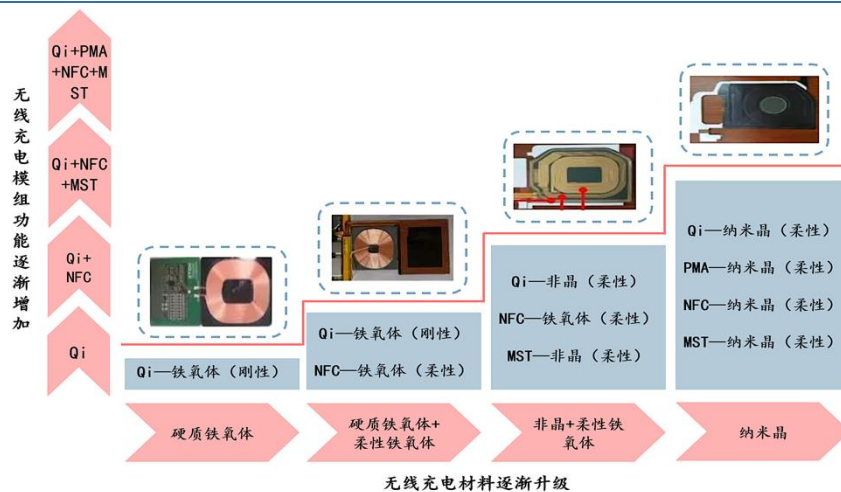 无线充电模组功能逐渐增加
Qi+PMA
+NFC+M
ST
Qi+NFC
+MST
Qi+
NFC
Qi
Qi—铁氧体（刚性）
Qi—铁氧体（刚性）
NFC—铁氧体（柔性）
Qi—非晶（柔性）
NFC—铁氧体（柔性）
MST—非晶（柔性）
Qi—纳米晶（柔性）
PMA—纳米晶（柔性）
NFC—纳米晶（柔性）
MST—纳米晶（柔性）
硬质铁氧体
硬质铁氧体+
柔性铁氧体
非晶+柔性铁
氧体
纳米晶
无线充电材料逐渐升级